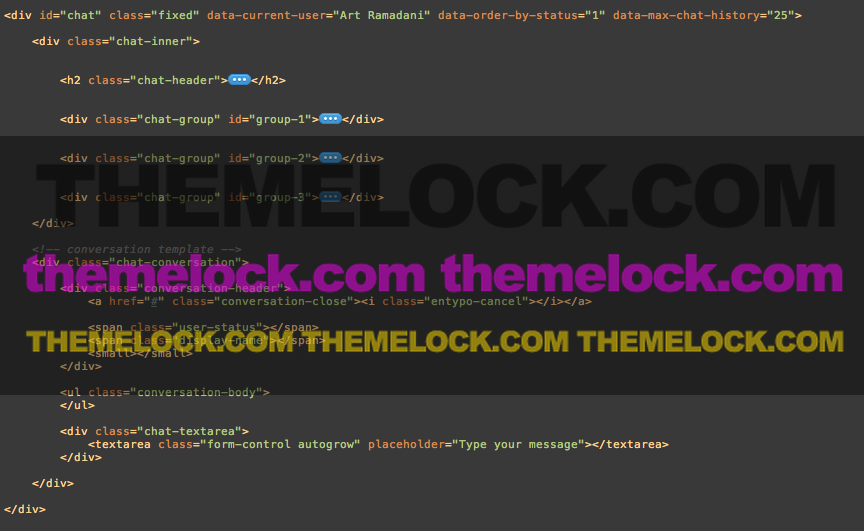 <div id="chat" class="fixed" data-current-user="Art Ramadani" data-order-by-status="1" data-max-chat-history="25">
<div class="chat-inner">
<h2 class="chat-header">•••</h2>
<div class="chat-group" id="group-1">•••</div>
<div class="chat-group" id="group-2">•••</div>
THEMELOCK.COM
<div class="chat-group" id="group-3">•••</div>
</div>
<!-- conversation template -->
<div class="chat-conversation">
themelock.com themelock.com
<div class="conversation-header">
<a href="#" class="conversation-close"><i class="entypo-cancel"></i></a>
<span class="user-status"></span>
THEMELOCK.COM THEMELOCK.COM THEMELOCK.COM
<span class="display-name"></span>
<small></small>
</div>
<ul class="conversation-body">
</ul>
<div class="chat-textarea">
<textarea class="form-control autogrow" placeholder="Type your message"></textarea>
</div>
</div>
</div>